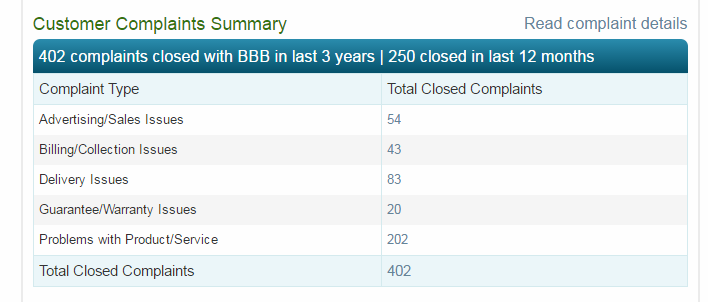 Customer Complaints Summary Read complaint details
402 complaints closed with BBB in last 3 years | 250 closed in last 12 months
Complaint Type Total Closed Complaints
Advertising/Sales Issues 54
Billing/Collection Issues 43
Delivery Issues 83
Guarantee/Warranty Issues 20
Problems with Product/Service 202
Total Closed Complaints 402